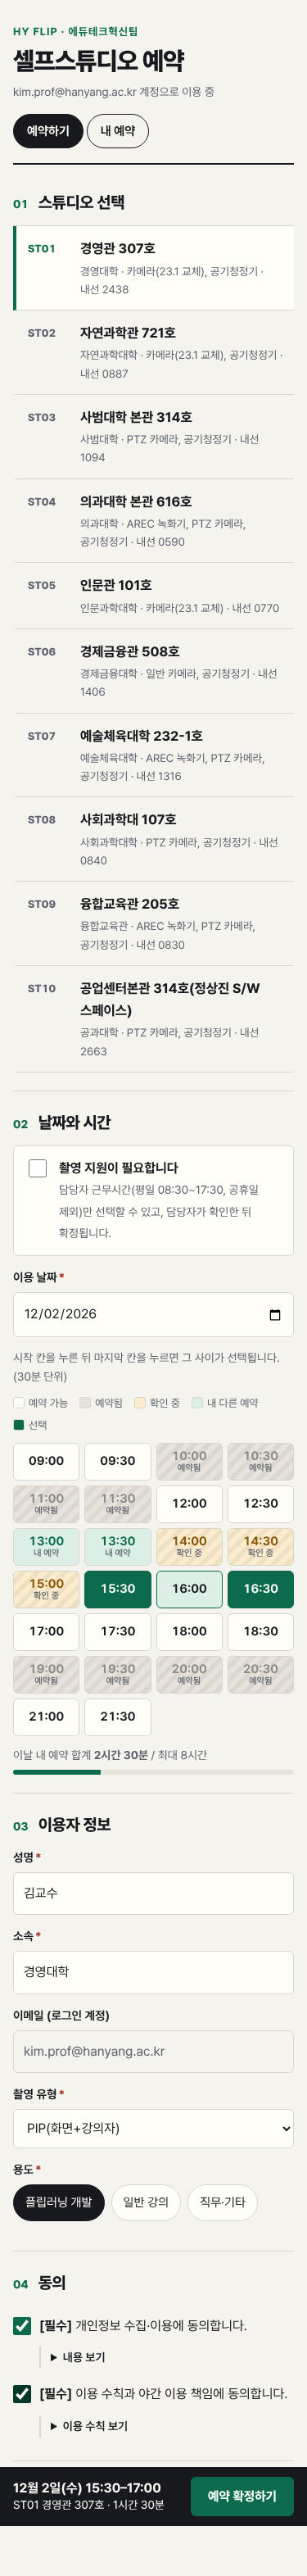 HY FLIP · 에듀테크혁신팀
셀프스튜디오 예약
kim.prof@hanyang.ac.kr 계정으로 이용 중
예약하기 내 예약
01 스튜디오 선택
ST01 경영관 307호
경영대학 · 카메라(23.1 교체), 공기청정기 ·
내선 2438
ST02 자연과학관 721호
자연과학대학 · 카메라(23.1 교체), 공기청정기 ·
내선 0887
ST03 사범대학 본관 314호
사범대학 · PTZ 카메라, 공기청정기 · 내선
1094
ST04 의과대학 본관 616호
의과대학 · AREC 녹화기, PTZ 카메라,
공기청정기 · 내선 0590
ST05 인문관 101호
인문과학대학 · 카메라(23.1 교체) · 내선 0770
ST06 경제금융관 508호
경제금융대학 · 일반 카메라, 공기청정기 · 내선
1406
ST07 예술체육대학 232-1호
예술체육대학 · AREC 녹화기, PTZ 카메라,
공기청정기 · 내선 1316
ST08 사회과학대 107호
사회과학대학 · PTZ 카메라, 공기청정기 · 내선
0840
ST09 융합교육관 205호
융합교육관 · AREC 녹화기, PTZ 카메라,
공기청정기 · 내선 0830
ST10 공업센터본관 314호(정상진 S/W
스페이스)
공과대학 · PTZ 카메라, 공기청정기 · 내선
2663
02 날짜와 시간
촬영 지원이 필요합니다
담당자 근무시간(평일 08:30~17:30, 공휴일
제외)만 선택할 수 있고, 담당자가 확인한 뒤
확정됩니다.
이용 날짜*
12/02/2026
시작 칸을 누른 뒤 마지막 칸을 누르면 그 사이가 선택됩니다.
(30분 단위)
예약 가능 예약됨 확인 중 내 다른 예약
선택
09:00 09:30 10:00 10:30
예약됨 예약됨
11:00 11:30 12:00 12:30
예약됨 예약됨
13:00 13:30 14:00 14:30
내 예약 내 예약 확인 중 확인 중
15:00 15:30 16:00 16:30
확인 중
17:00 17:30 18:00 18:30
19:00 19:30 20:00 20:30
예약됨 예약됨 예약됨 예약됨
21:00 21:30
이날 내 예약 합계 2시간 30분 / 최대 8시간
03 이용자 정보
성명*
김교수
소속*
경영대학
이메일 (로그인 계정)
kim.prof@hanyang.ac.kr
촬영 유형*
PIP(화면+강의자)
용도*
플립러닝 개발 일반 강의 직무·기타
04 동의
[필수] 개인정보 수집·이용에 동의합니다.
▶ 내용 보기
[필수] 이용 수칙과 야간 이용 책임에 동의합니다.
▶ 이용 수칙 보기
12월 2일(수) 15:30–17:00
ST01 경영관 307호 · 1시간 30분
예약 확정하기